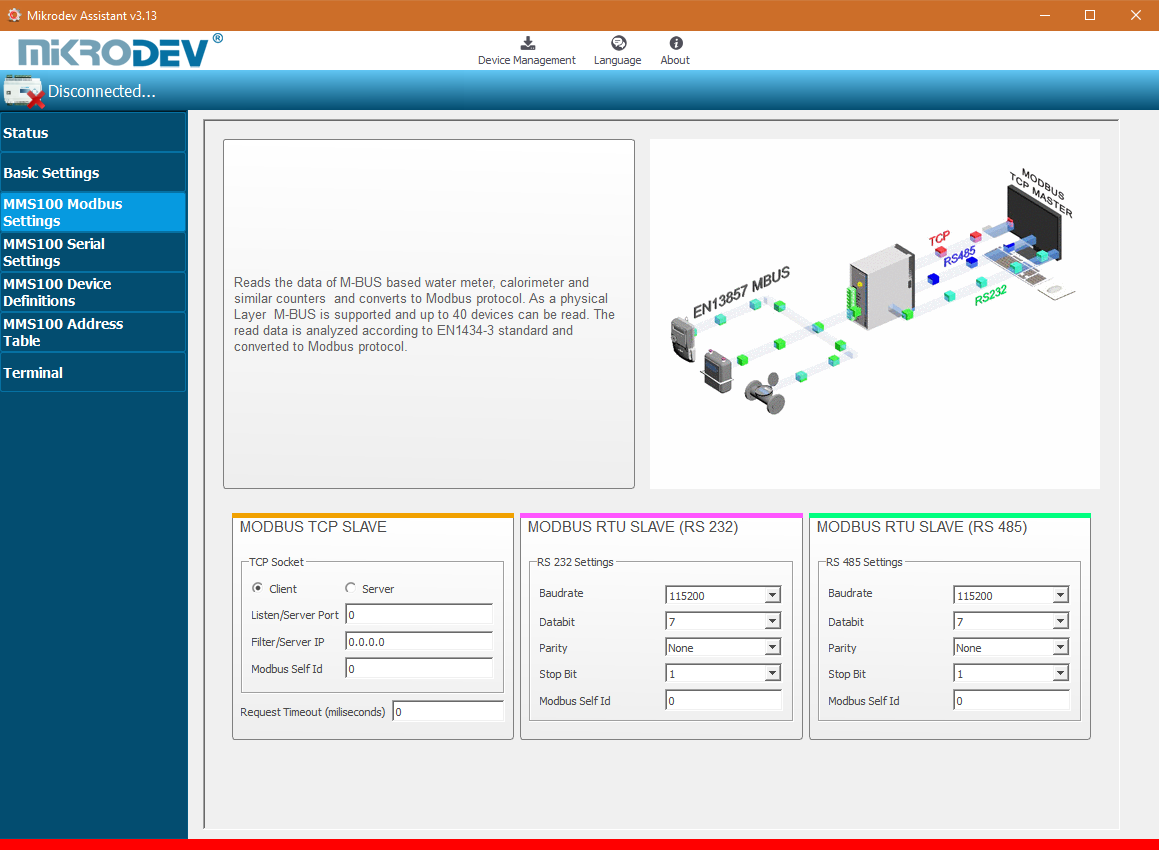 Mikrodev Assistant v3.13
MIKRODEV®
Device Management
Language
About
Disconnected...
Status
Basic Settings
MMS100 Modbus
Settings
MMS100 Serial
Settings
MMS100 Device
Definitions
MMS100 Address
Table
Terminal
Reads the data of M-BUS based water meter, calorimeter and
similar counters  and converts to Modbus protocol. As a physical
Layer  M-BUS is supported and up to 40 devices can be read. The
read data is analyzed according to EN1434-3 standard and
converted to Modbus protocol.
MODBUS
TCP MASTER
TCP
RS485
RS232
EN13857 MBUS
MODBUS TCP SLAVE
TCP Socket
Client
Server
Listen/Server Port 0
Filter/Server IP 0.0.0.0
Modbus Self Id 0
Request Timeout (miliseconds) 0
MODBUS RTU SLAVE (RS 232)
RS 232 Settings
Baudrate 115200
Databit 7
Parity None
Stop Bit 1
Modbus Self Id 0
MODBUS RTU SLAVE (RS 485)
RS 485 Settings
Baudrate 115200
Databit 7
Parity None
Stop Bit 1
Modbus Self Id 0